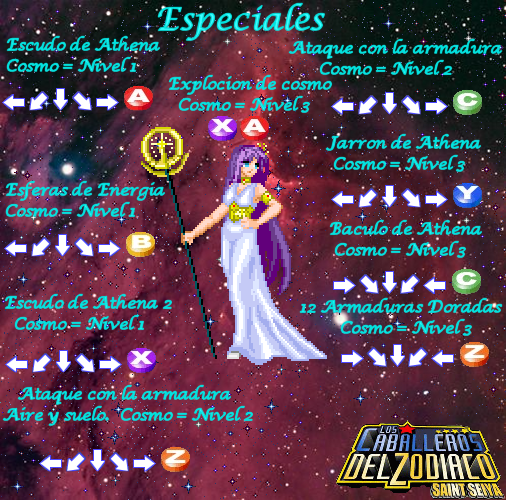 Especiales
Escudo de Athena
Cosmo = Nivel 1
A
Explocion de cosmo
Cosmo = Nivel 3
X A
Ataque con la armadura
Cosmo = Nivel 2
C
Jarron de Athena
Cosmo = Nivel 3
Y
Esferas de Energia
Cosmo = Nivel 1
B
Baculo de Athena
Cosmo = Nivel 3
C
Escudo de Athena 2
Cosmo = Nivel 1
X
12 Armaduras Doradas
Cosmo = Nivel 3
Z
Ataque con la armadura
Aire y suelo. Cosmo = Nivel 2
Z
LOS
CABALLEROS
DEL ZODIACO
SAINT SEIYA